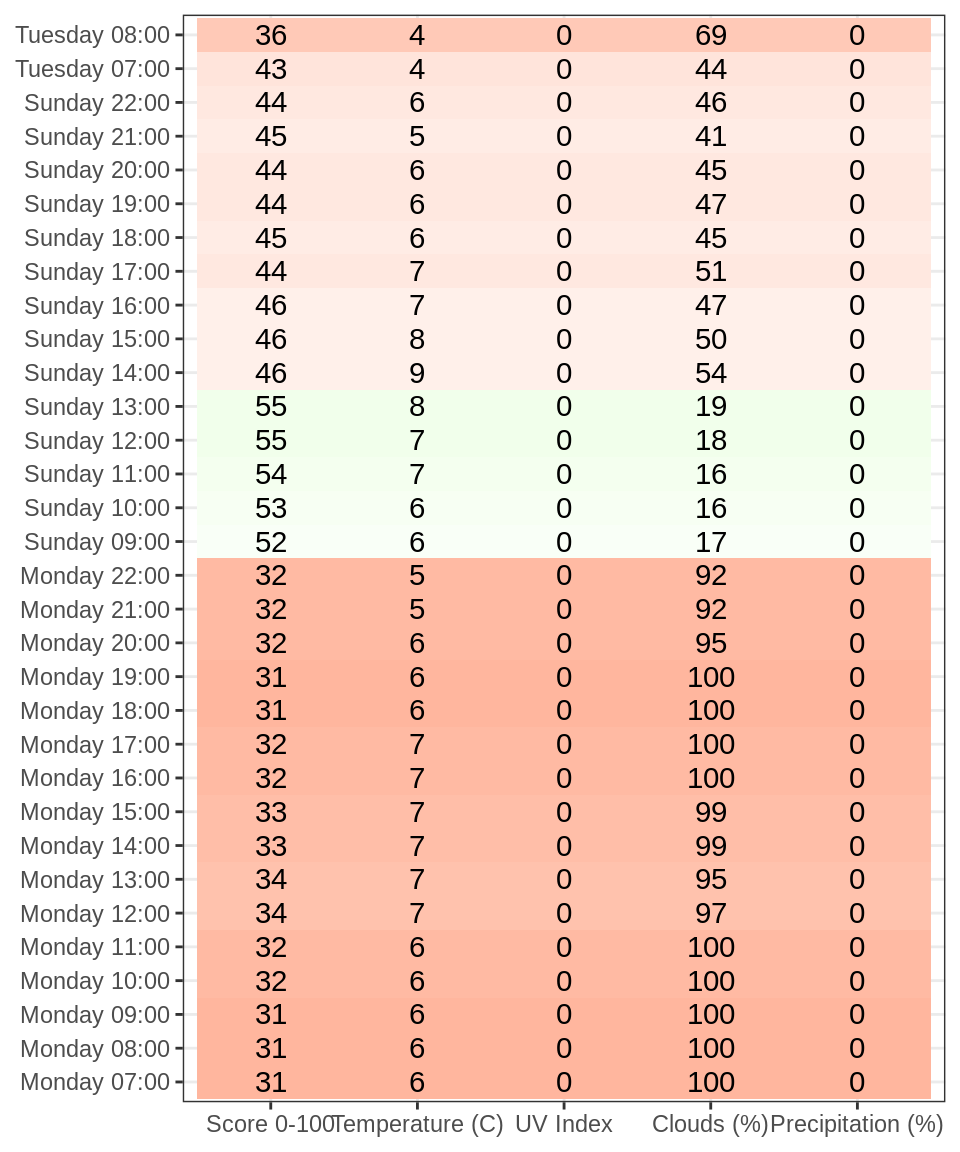 Tuesday 08:00 36 4 0 69 0
Tuesday 07:00 43 4 0 44 0
Sunday 22:00 44 6 0 46 0
Sunday 21:00 45 5 0 41 0
Sunday 20:00 44 6 0 45 0
Sunday 19:00 44 6 0 47 0
Sunday 18:00 45 6 0 45 0
Sunday 17:00 44 7 0 51 0
Sunday 16:00 46 7 0 47 0
Sunday 15:00 46 8 0 50 0
Sunday 14:00 46 9 0 54 0
Sunday 13:00 55 8 0 19 0
Sunday 12:00 55 7 0 18 0
Sunday 11:00 54 7 0 16 0
Sunday 10:00 53 6 0 16 0
Sunday 09:00 52 6 0 17 0
Monday 22:00 32 5 0 92 0
Monday 21:00 32 5 0 92 0
Monday 20:00 32 6 0 95 0
Monday 19:00 31 6 0 100 0
Monday 18:00 31 6 0 100 0
Monday 17:00 32 7 0 100 0
Monday 16:00 32 7 0 100 0
Monday 15:00 33 7 0 99 0
Monday 14:00 33 7 0 99 0
Monday 13:00 34 7 0 95 0
Monday 12:00 34 7 0 97 0
Monday 11:00 32 6 0 100 0
Monday 10:00 32 6 0 100 0
Monday 09:00 31 6 0 100 0
Monday 08:00 31 6 0 100 0
Monday 07:00 31 6 0 100 0
Score 0-100 Temperature (C) UV Index Clouds (%) Precipitation (%)